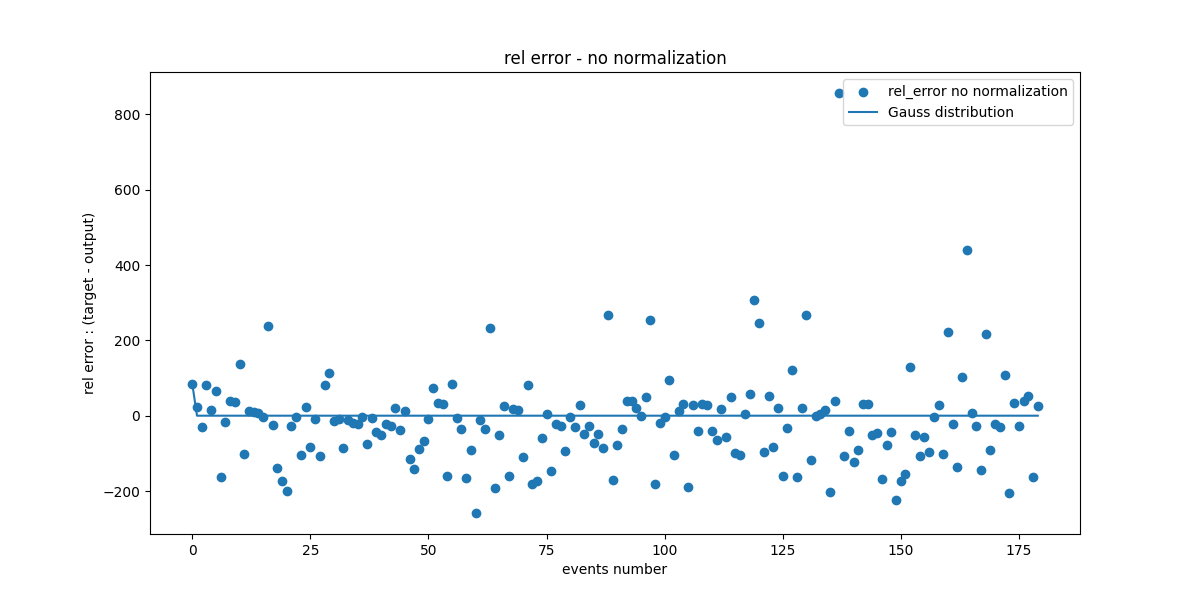 rel error - no normalization
rel_error no normalization
Gauss distribution
800
600
400
200
0
−200
rel error : (target - output)
0 25 50 75 100 125 150 175
events number